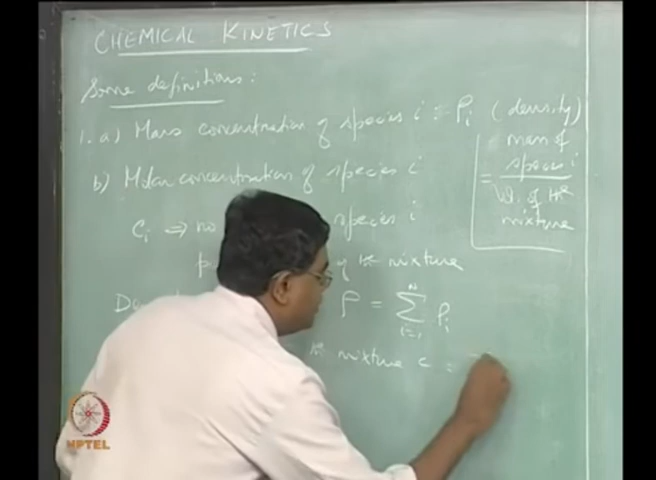 CHEMICAL KINETICS
Some definitions:
1. a) Mass concentration of species i : ρi (density)
= mass of
species i
Vol. of the
mixture
b) Molar concentration of species i
Ci ⇒ no species i
of the mixture
ρ = N∑i=1 ρi
the mixture C =
NPTEL